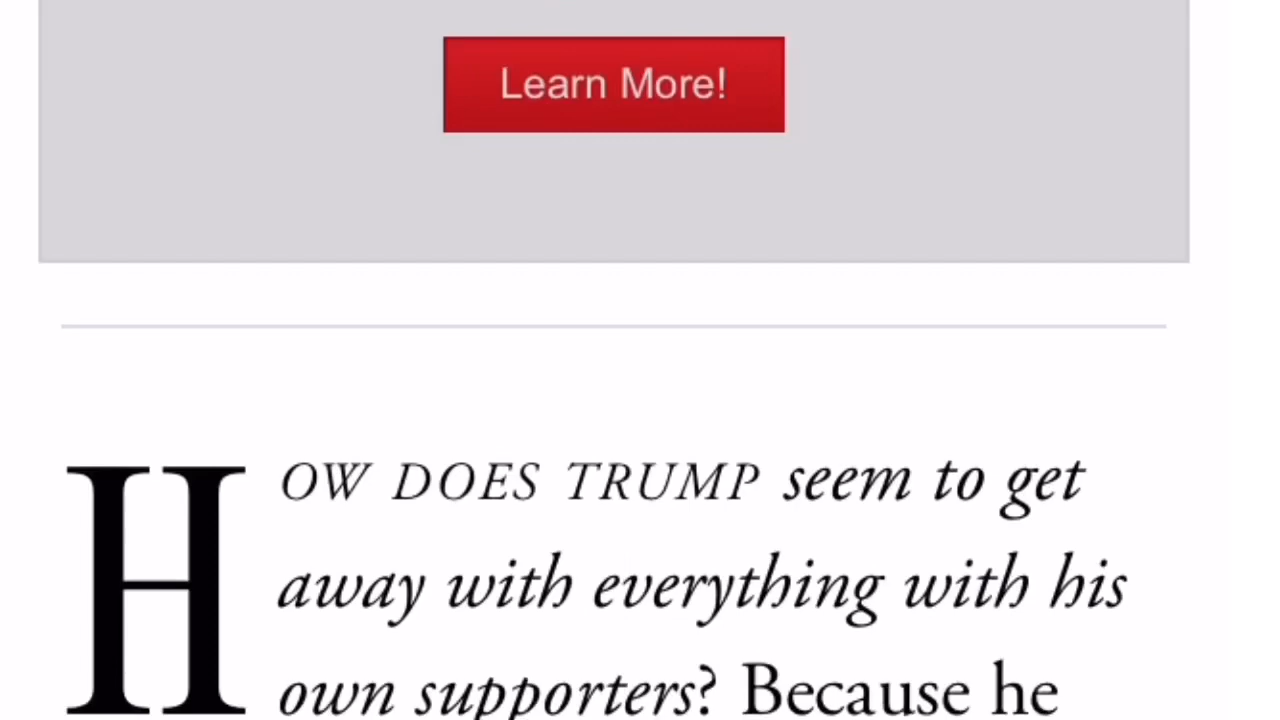 Learn More!
HOW DOES TRUMP seem to get
away with everything with his
own supporters? Because he